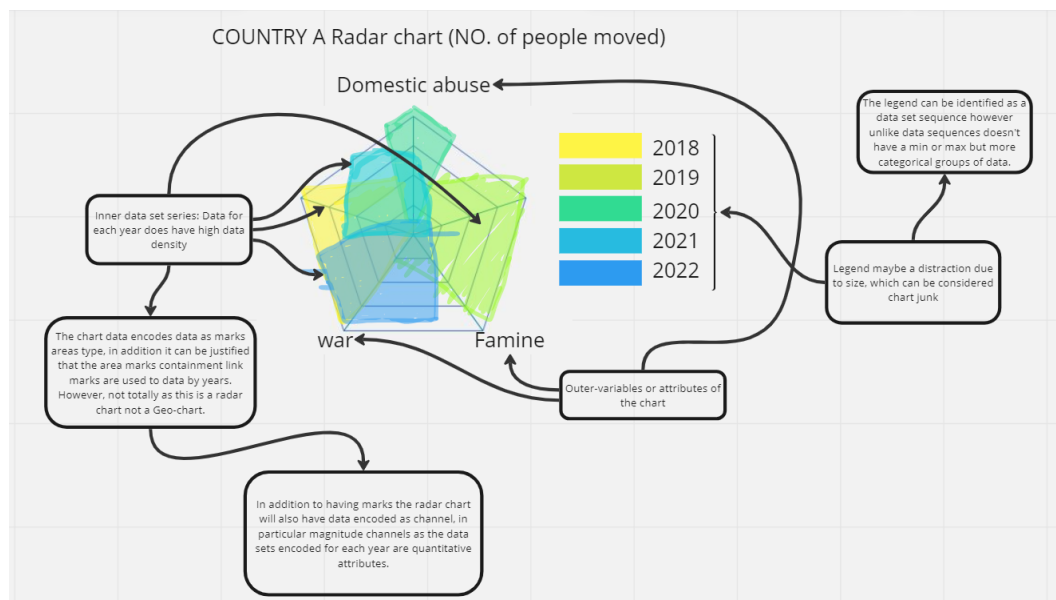 COUNTRY A Radar chart (NO. of people moved)
Domestic abuse
war
Famine
2018
2019
2020
2021
2022
The legend can be identified as a
data set sequence however
unlike data sequences doesn't
have a min or max but more
categorical groups of data.
Inner data set series: Data for
each year does have high data
density
Legend maybe a distraction due
to size, which can be considered
chart junk
The chart data encodes data as marks
areas type, in addition it can be justified
that the area marks containment link
marks are used to data by years.
However, not totally as this is a radar
chart not a Geo-chart.
Outer-variables or attributes of
the chart
In addition to having marks the radar chart
will also have data encoded as channel, in
particular magnitude channels as the data
sets encoded for each year are quantitative
attributes.